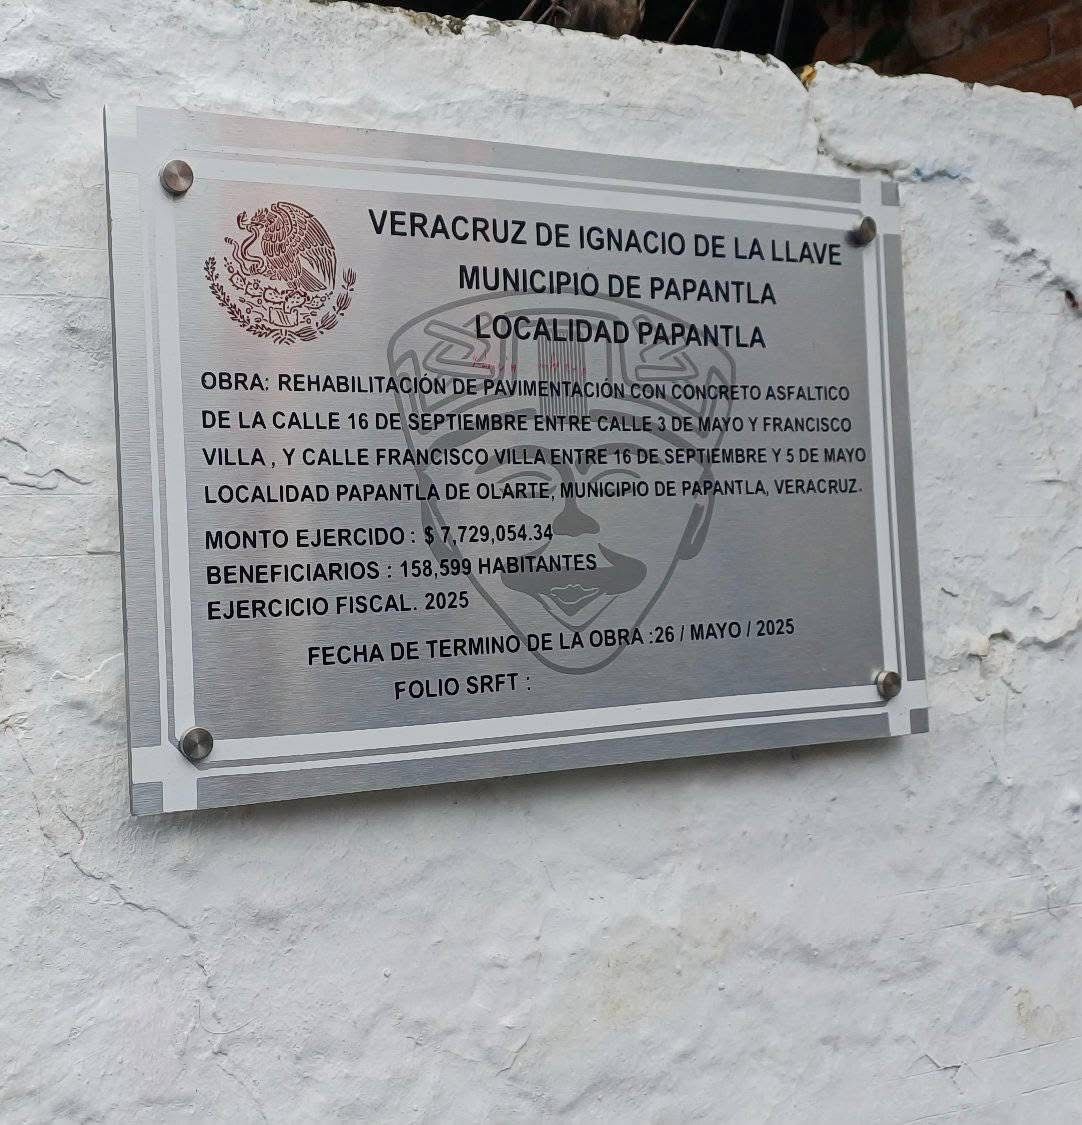 VERACRUZ DE IGNACIO DE LA LLAVE
MUNICIPIO DE PAPANTLA
LOCALIDAD PAPANTLA
OBRA: REHABILITACIÓN DE PAVIMENTACIÓN CON CONCRETO ASFALTICO
DE LA CALLE 16 DE SEPTIEMBRE ENTRE CALLE 3 DE MAYO Y FRANCISCO
VILLA , Y CALLE FRANCISCO VILLA ENTRE 16 DE SEPTIEMBRE Y 5 DE MAYO
LOCALIDAD PAPANTLA DE OLARTE, MUNICIPIO DE PAPANTLA, VERACRUZ.
MONTO EJERCIDO : $ 7,729,054.34
BENEFICIARIOS : 158,599 HABITANTES
EJERCICIO FISCAL. 2025
FECHA DE TERMINO DE LA OBRA :26 / MAYO / 2025
FOLIO SRFT :